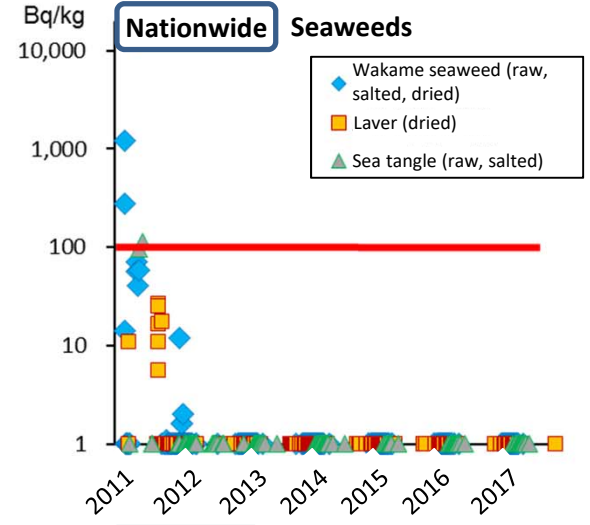 Bq/kg
Nationwide Seaweeds
10,000
Wakame seaweed (raw,
salted, dried)
Laver (dried)
Sea tangle (raw, salted)
1,000
100
10
1
2011 2012 2013 2014 2015 2016 2017